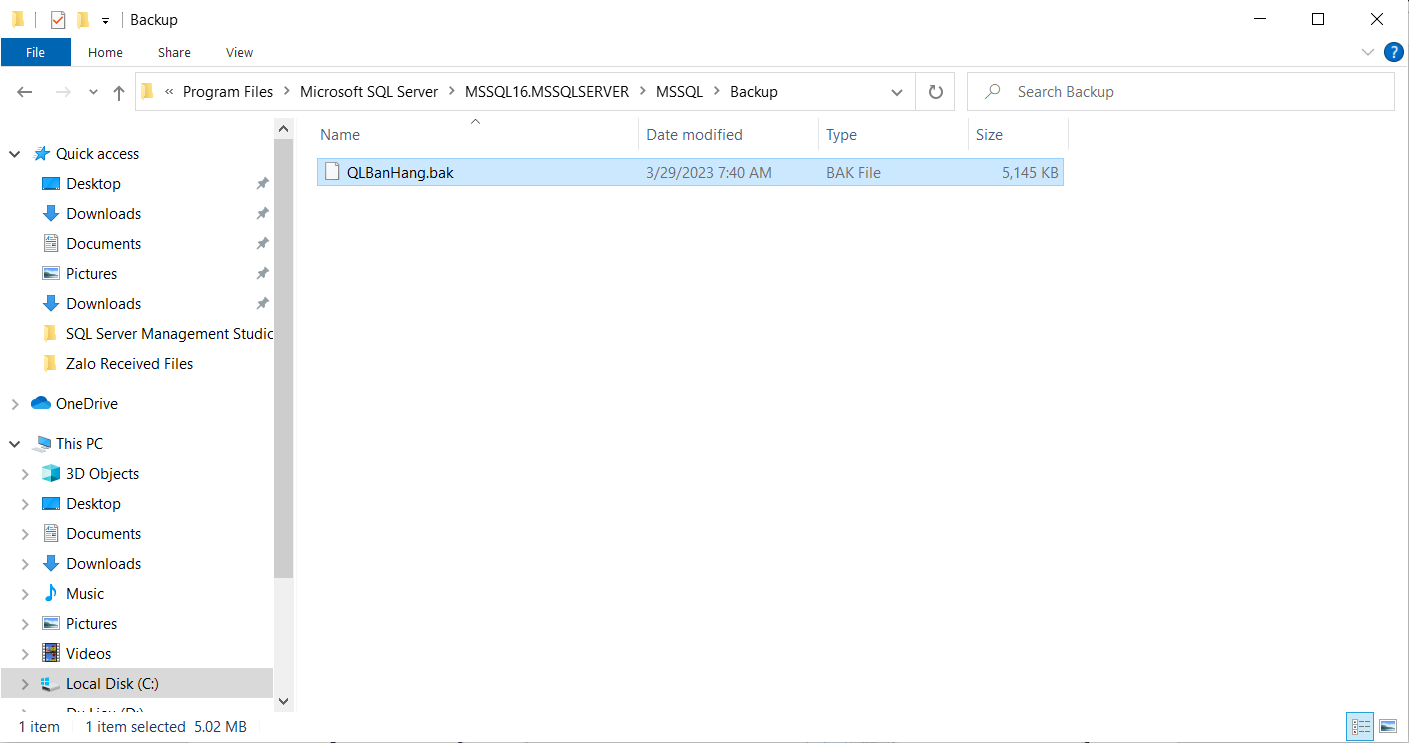 Backup
File Home Share View
« Program Files > Microsoft SQL Server > MSSQL16.MSSQLSERVER > MSSQL > Backup
Search Backup
Name Date modified Type Size
QLBanHang.bak 3/29/2023 7:40 AM BAK File 5,145 KB
Quick access
Desktop
Downloads
Documents
Pictures
Downloads
SQL Server Management Studio
Zalo Received Files
OneDrive
This PC
3D Objects
Desktop
Documents
Downloads
Music
Pictures
Videos
Local Disk (C:)
Du Lieu (D:)
1 item 1 item selected 5.02 MB